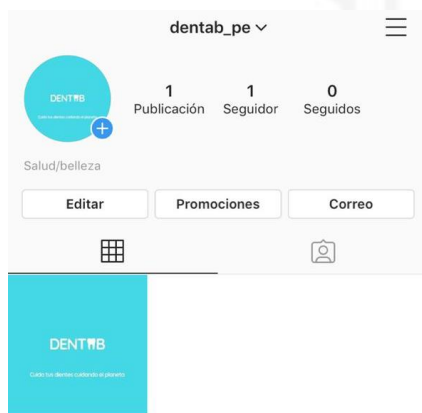 dentab_pe
1 1 0
Publicación Seguidor Seguidos
DENTAB
Salud/belleza
Editar Promociones Correo
DENTAB
Cuida tus dientes cuidando el planeta